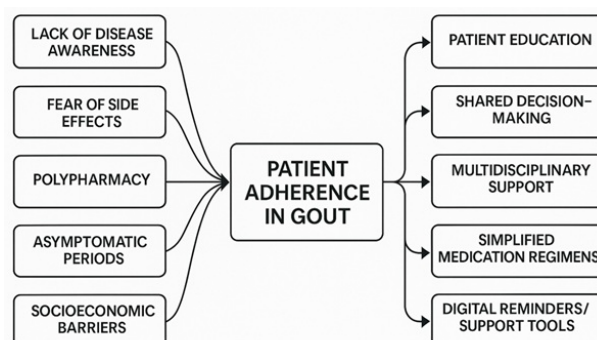 LACK OF DISEASE
AWARENESS
FEAR OF SIDE
EFFECTS
POLYPHARMACY
ASYMPTOMATIC
PERIODS
SOCIOECONOMIC
BARRIERS
PATIENT
ADHERENCE
IN GOUT
PATIENT EDUCATION
SHARED DECISION–
MAKING
MULTIDISCIPLINARY
SUPPORT
SIMPLIFIED
MEDICATION REGIMENS
DIGITAL REMINDERS/
SUPPORT TOOLS